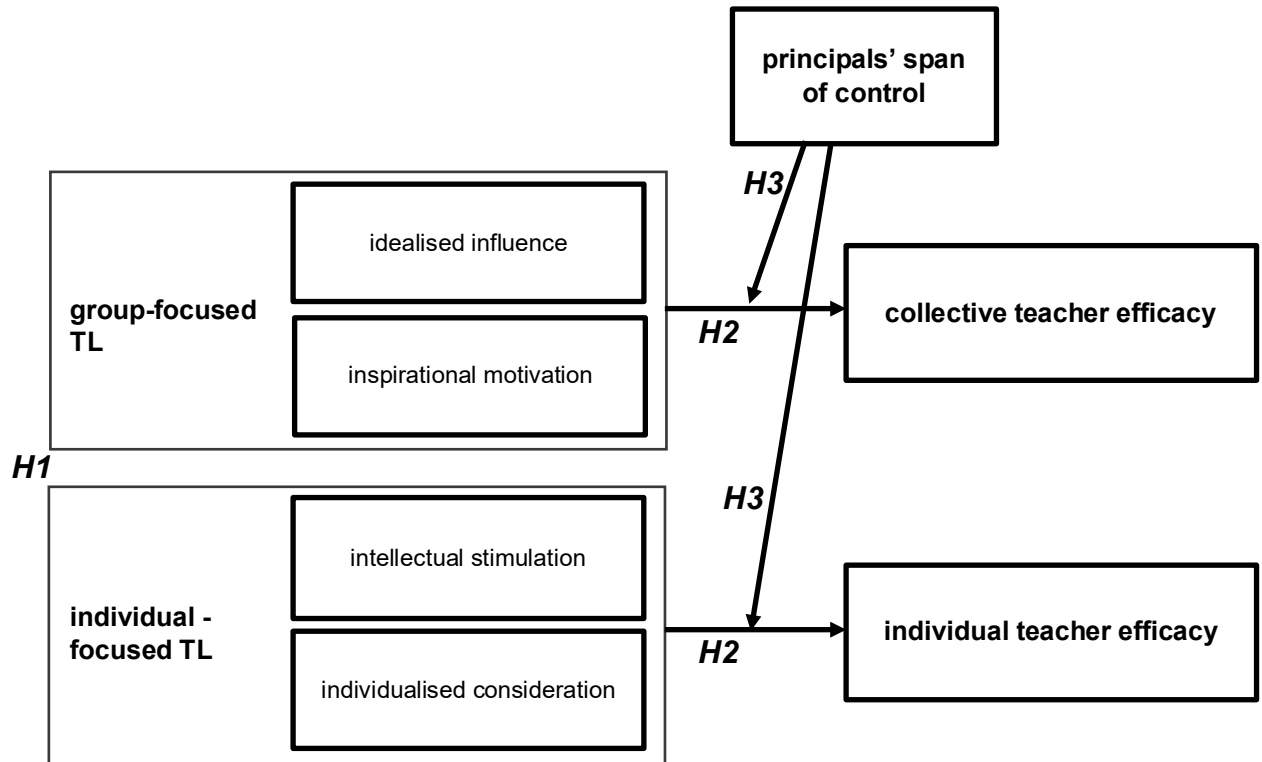 principals’ span
of control
H3
idealised influence
group-focused
TL
inspirational motivation
H2
collective teacher efficacy
H1
H3
intellectual stimulation
individual -
focused TL
individualised consideration
H2
individual teacher efficacy